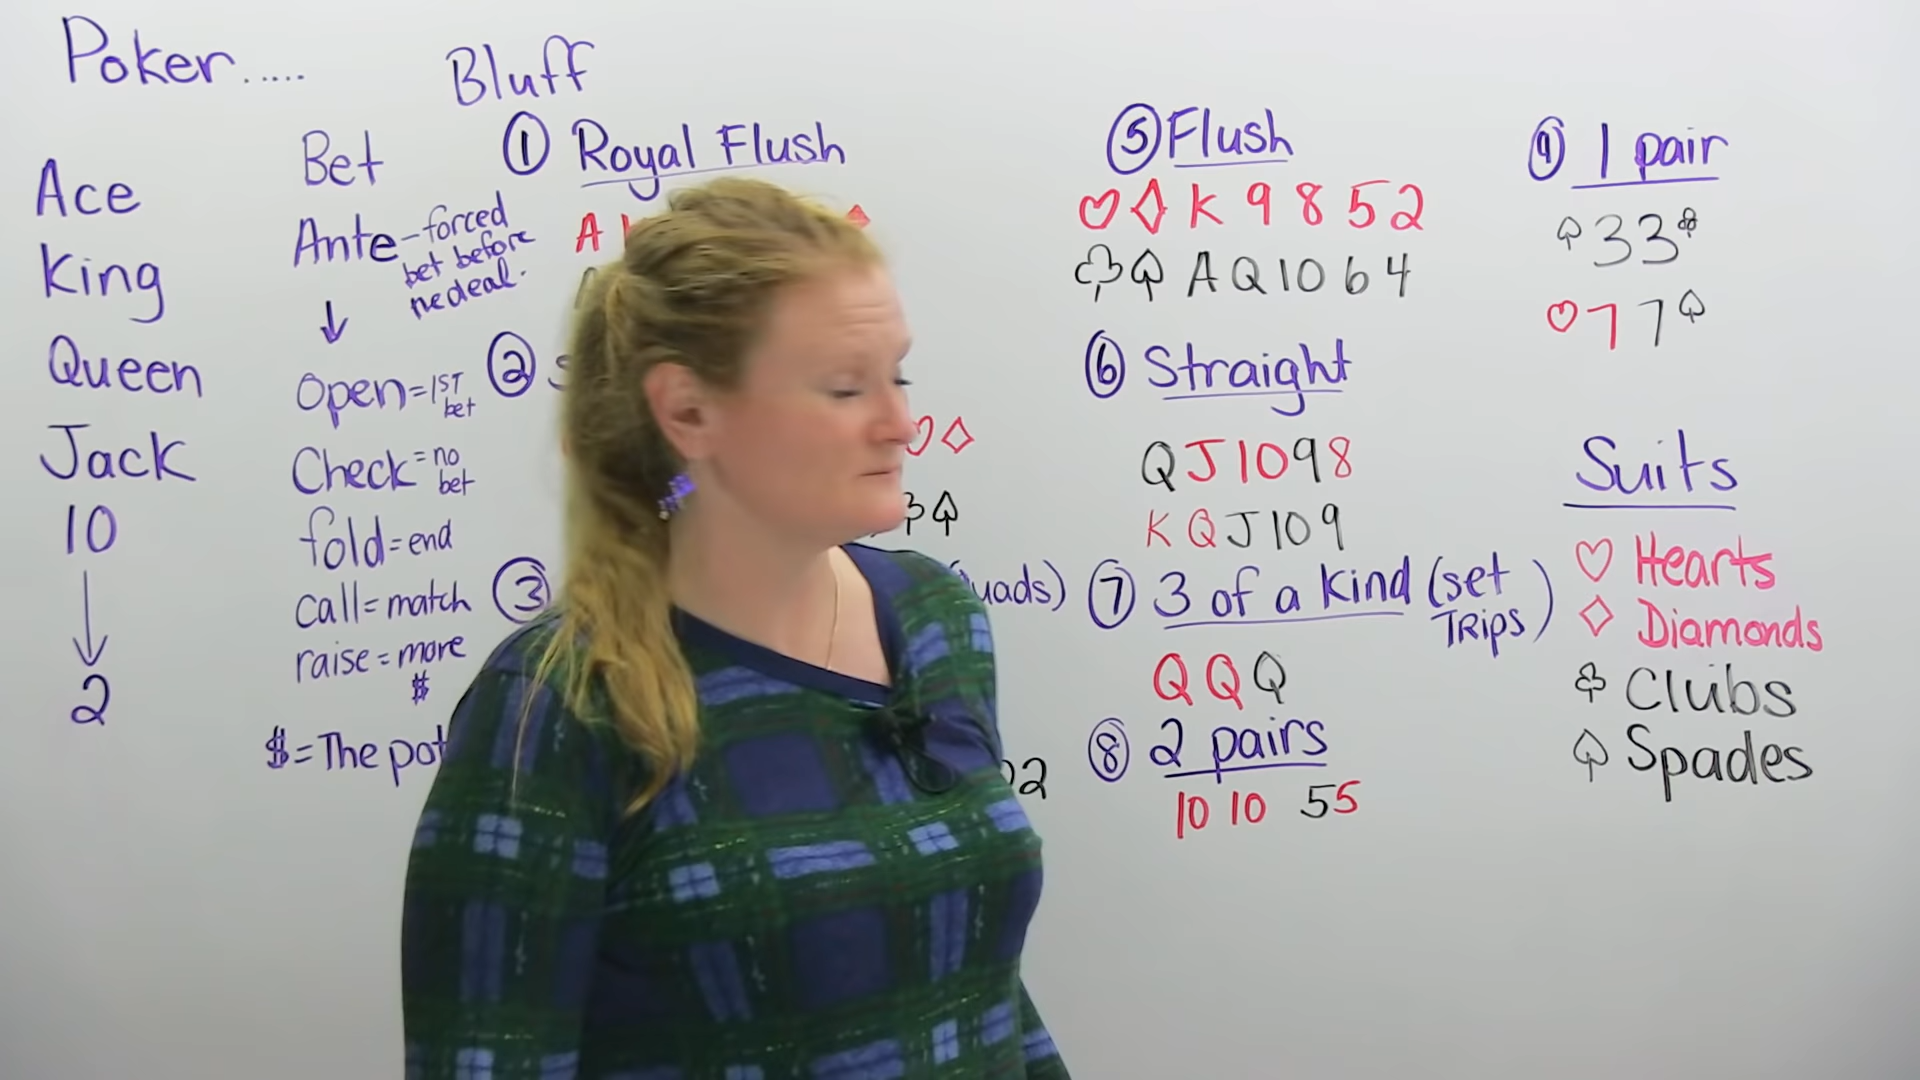 Poker.....
Bluff
Ace
King
Queen
Jack
10
2
Bet
Ante - forced
bet before
the deal.
Open = 1ST
bet
Check = no
bet
fold = end
call = match
raise = more
$
$ = The pot
① Royal Flush
A
②
③
(Quads)
⑤ Flush
K 9 8 5 2
A Q 10 6 4
⑥ Straight
Q J 10 9 8
K Q J 10 9
⑦ 3 of a kind (set
TRIPS)
Q Q Q
⑧ 2 pairs
10 10 5 5
2
⑨ 1 pair
3 3
7 7
Suits
Hearts
Diamonds
Clubs
Spades